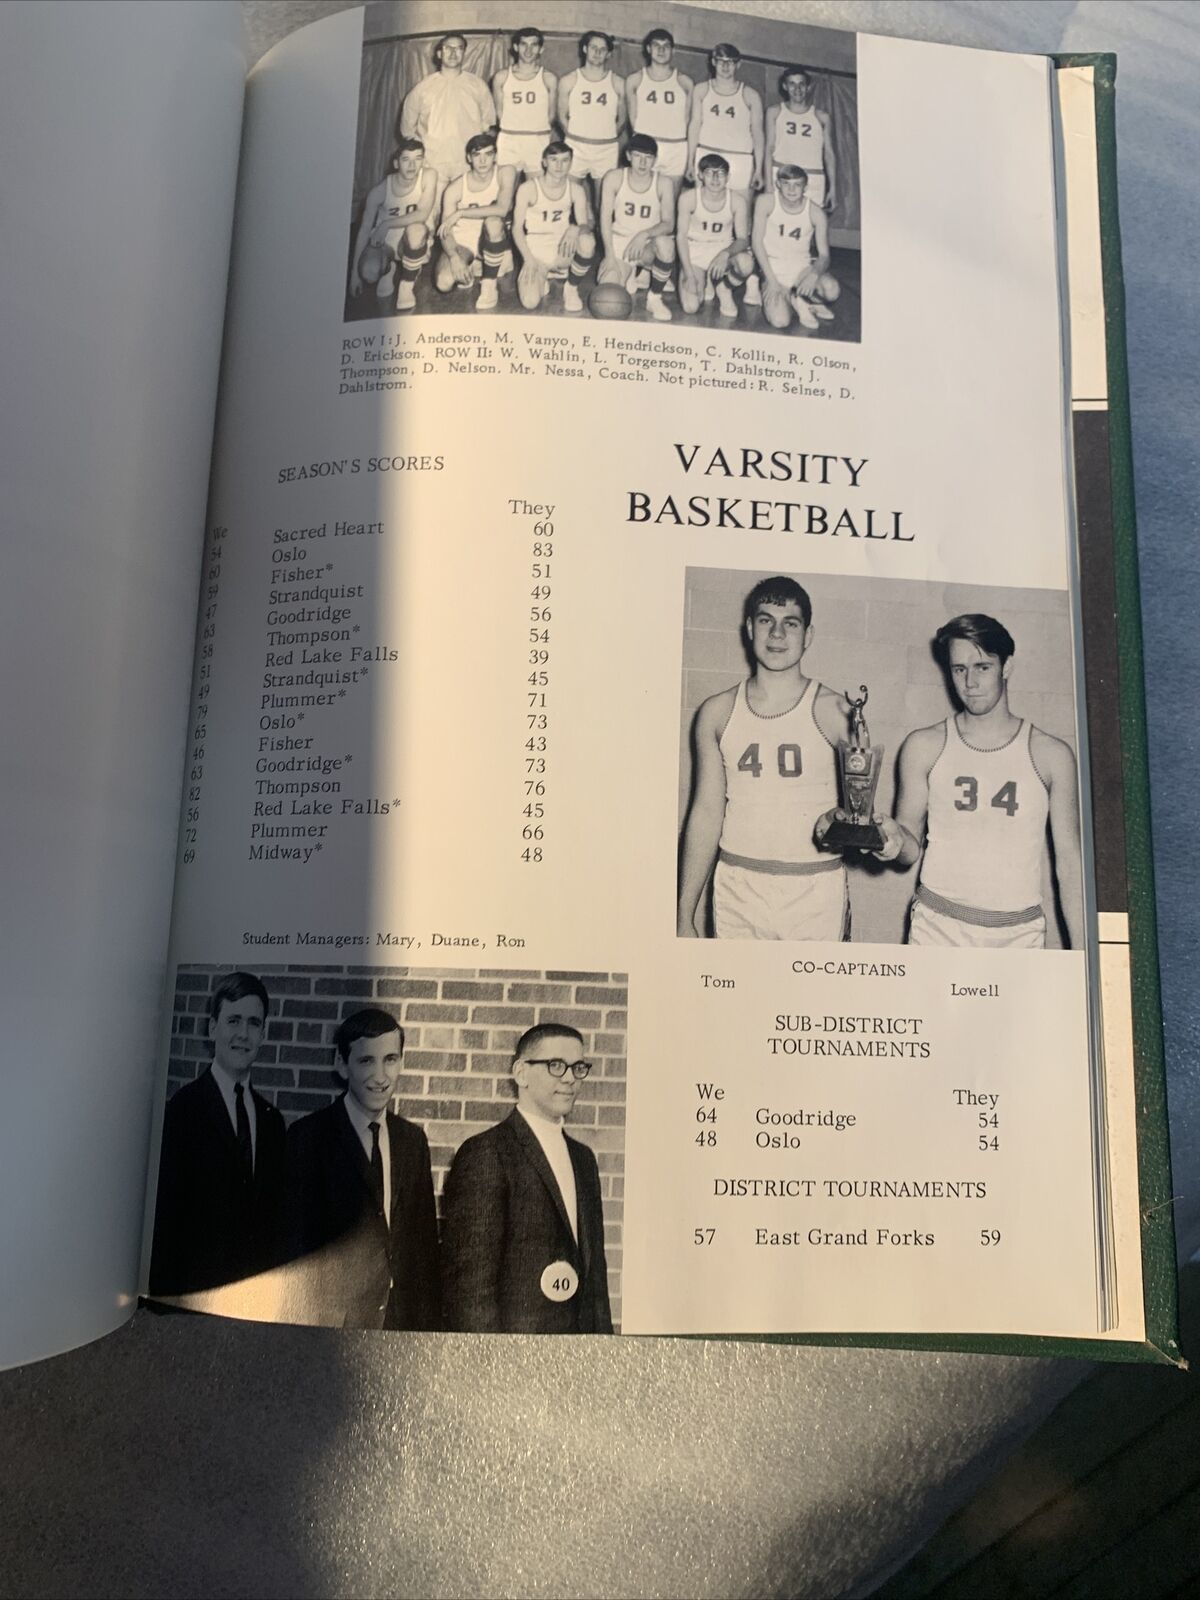 50
34
40
44
32
20
12
30
10
14
ROW I: J. Anderson, M. Vanyo, E. Hendrickson, C. Kollin, R. Olson,
D. Erickson. ROW II: W. Wahlin, L. Torgerson, T. Dahlstrom, J.
Thompson, D. Nelson. Mr. Nessa, Coach. Not pictured: R. Selnes, D.
Dahlstrom.
VARSITY
BASKETBALL
SEASON'S SCORES
We They
54 Sacred Heart 60
60 Oslo 83
59 Fisher* 51
47 Strandquist 49
63 Goodridge 56
58 Thompson* 54
51 Red Lake Falls 39
49 Strandquist* 45
79 Plummer* 71
65 Oslo* 73
46 Fisher 43
63 Goodridge* 73
82 Thompson 76
56 Red Lake Falls* 45
72 Plummer 66
69 Midway* 48
40
34
CO-CAPTAINS
Tom Lowell
Student Managers: Mary, Duane, Ron
40
SUB-DISTRICT
TOURNAMENTS
We They
64 Goodridge 54
48 Oslo 54
DISTRICT TOURNAMENTS
57 East Grand Forks 59